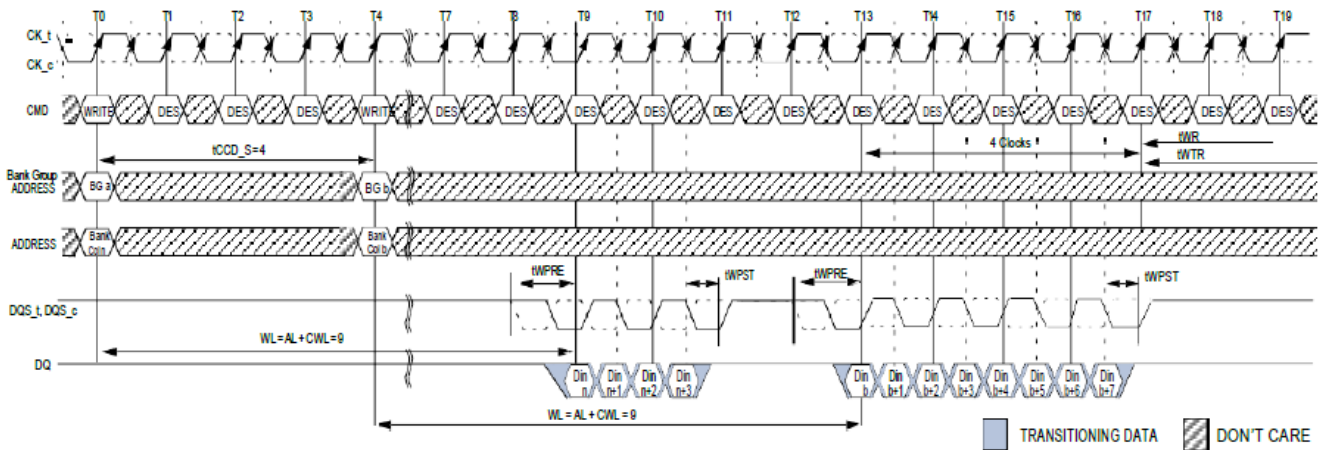 T0 T1 T2 T3 T4 T7 T8 T9 T10 T11 T12 T13 T14 T15 T16 T17 T18 T19
CK_t
CK_c
CMD WRITE DES DES DES WRITE DES DES DES DES DES DES DES DES DES DES DES DES DES
tCCD_S=4 4 Clocks tWR
tWTR
Bank Group
ADDRESS BG a BG b
ADDRESS Bank Col n Bank Col b
tWPRE tWPST tWPRE tWPST
DQS_t, DQS_c
WL = AL + CWL = 9
DQ Din n Din n+1 Din n+2 Din n+3 Din b Din b+1 Din b+2 Din b+3 Din b+4 Din b+5 Din b+6 Din b+7
WL = AL + CWL = 9
TRANSITIONING DATA DON'T CARE